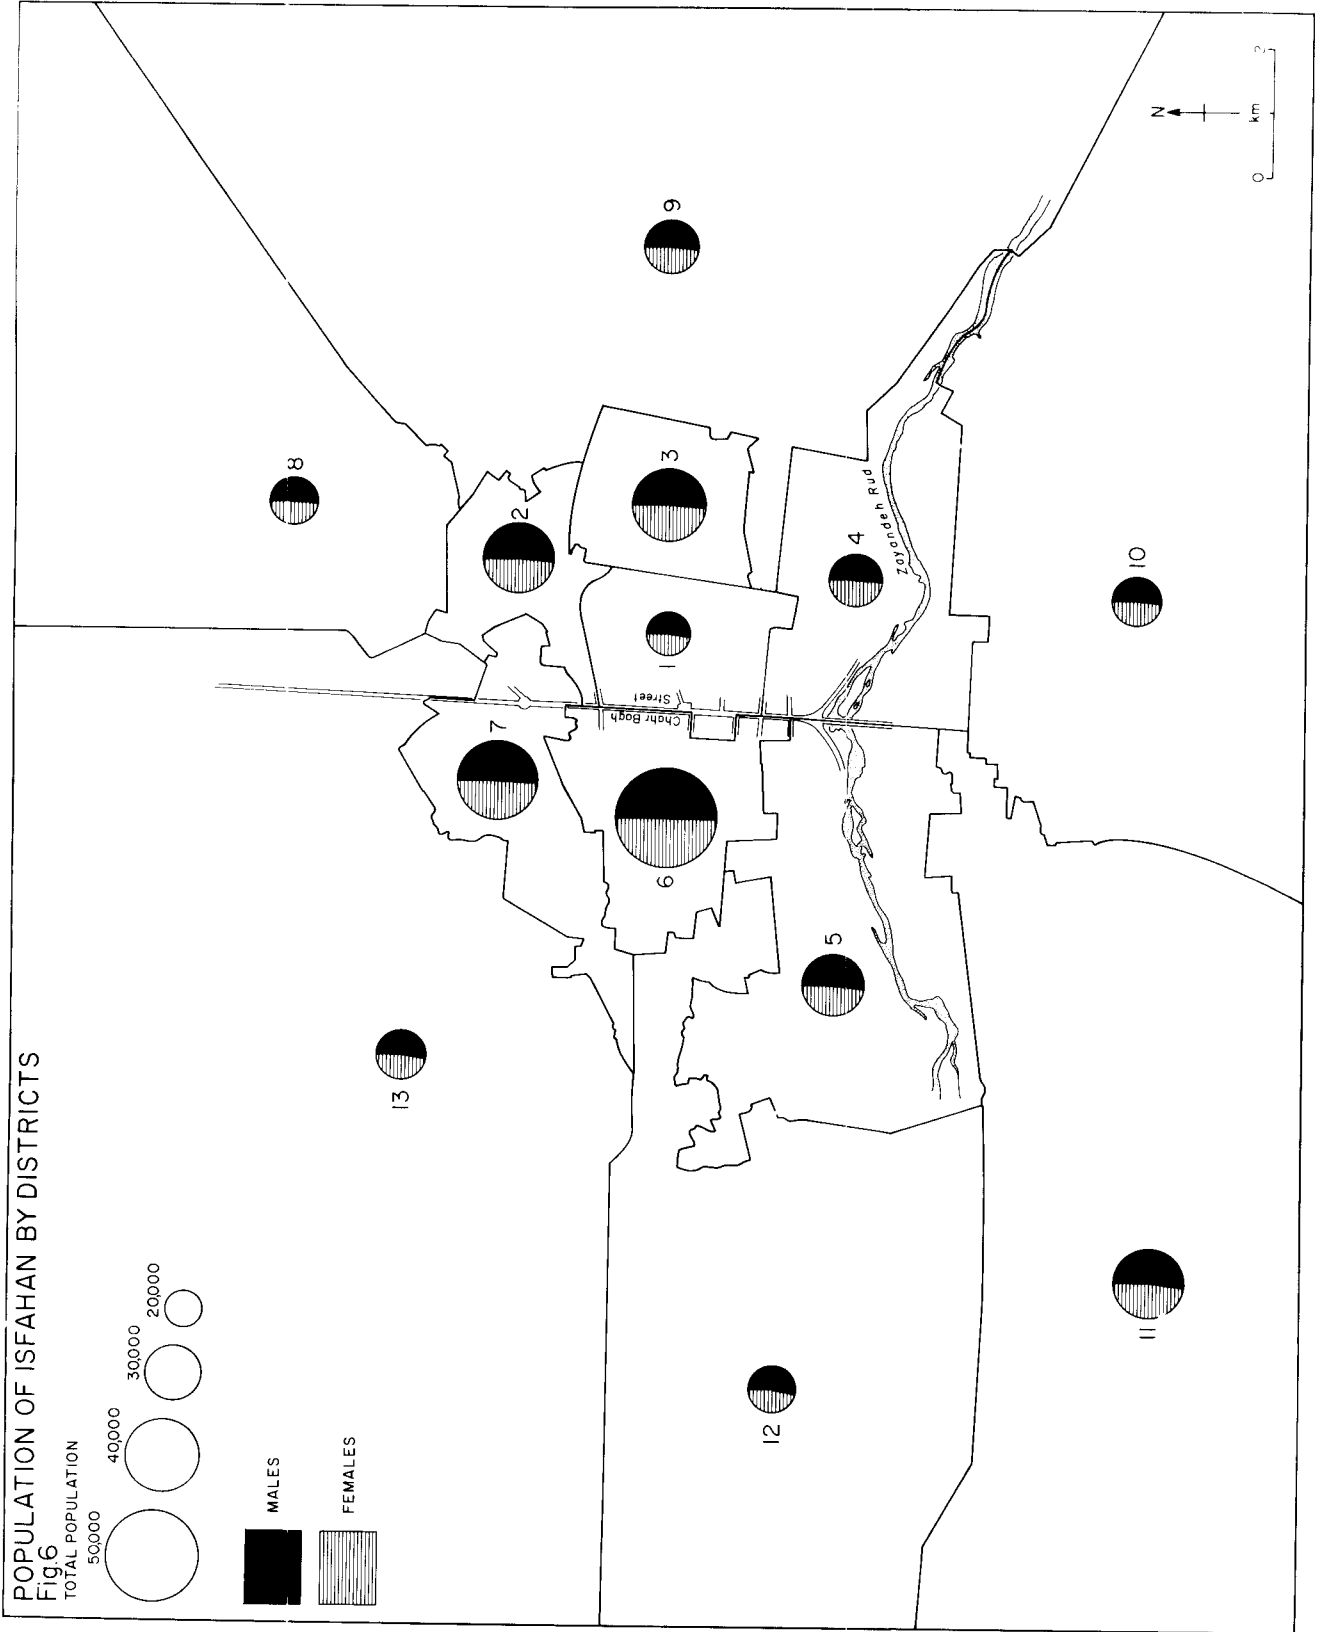 POPULATION OF ISFAHAN BY DISTRICTS
Fig.6
TOTAL POPULATION
50,000
40,000
30,000
20,000
MALES
FEMALES
13
8
7
2
9
6
1
3
Chahr Bagh
Street
12
5
4
Zayandeh Rud
11
10
N
0
km
2